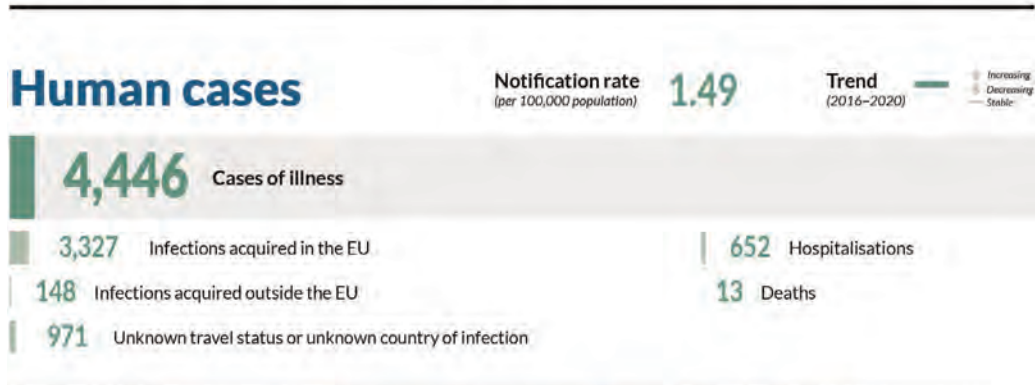 Human cases
Notification rate
(per 100,000 population)
1.49
Trend
(2016–2020)
Increasing
Decreasing
Stable
4,446 Cases of illness
3,327 Infections acquired in the EU
652 Hospitalisations
148 Infections acquired outside the EU
13 Deaths
971 Unknown travel status or unknown country of infection